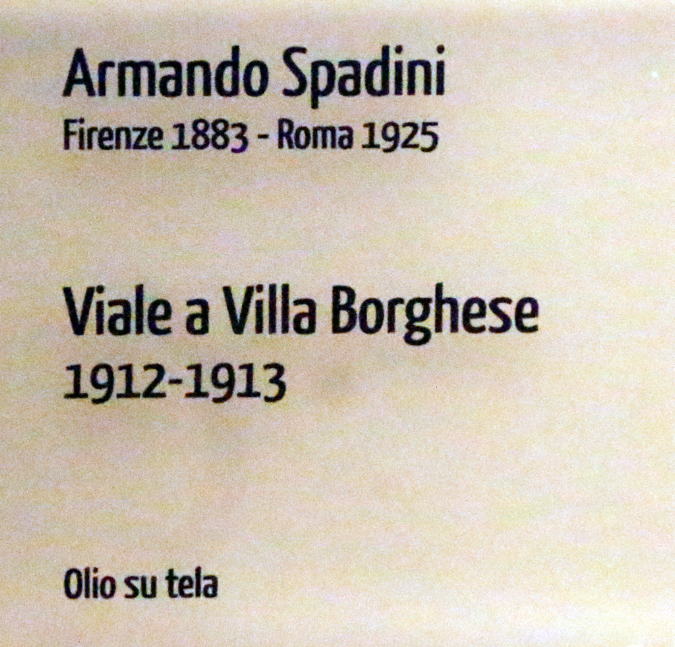 Armando Spadini
Firenze 1883 - Roma 1925
Viale a Villa Borghese
1912-1913
Olio su tela